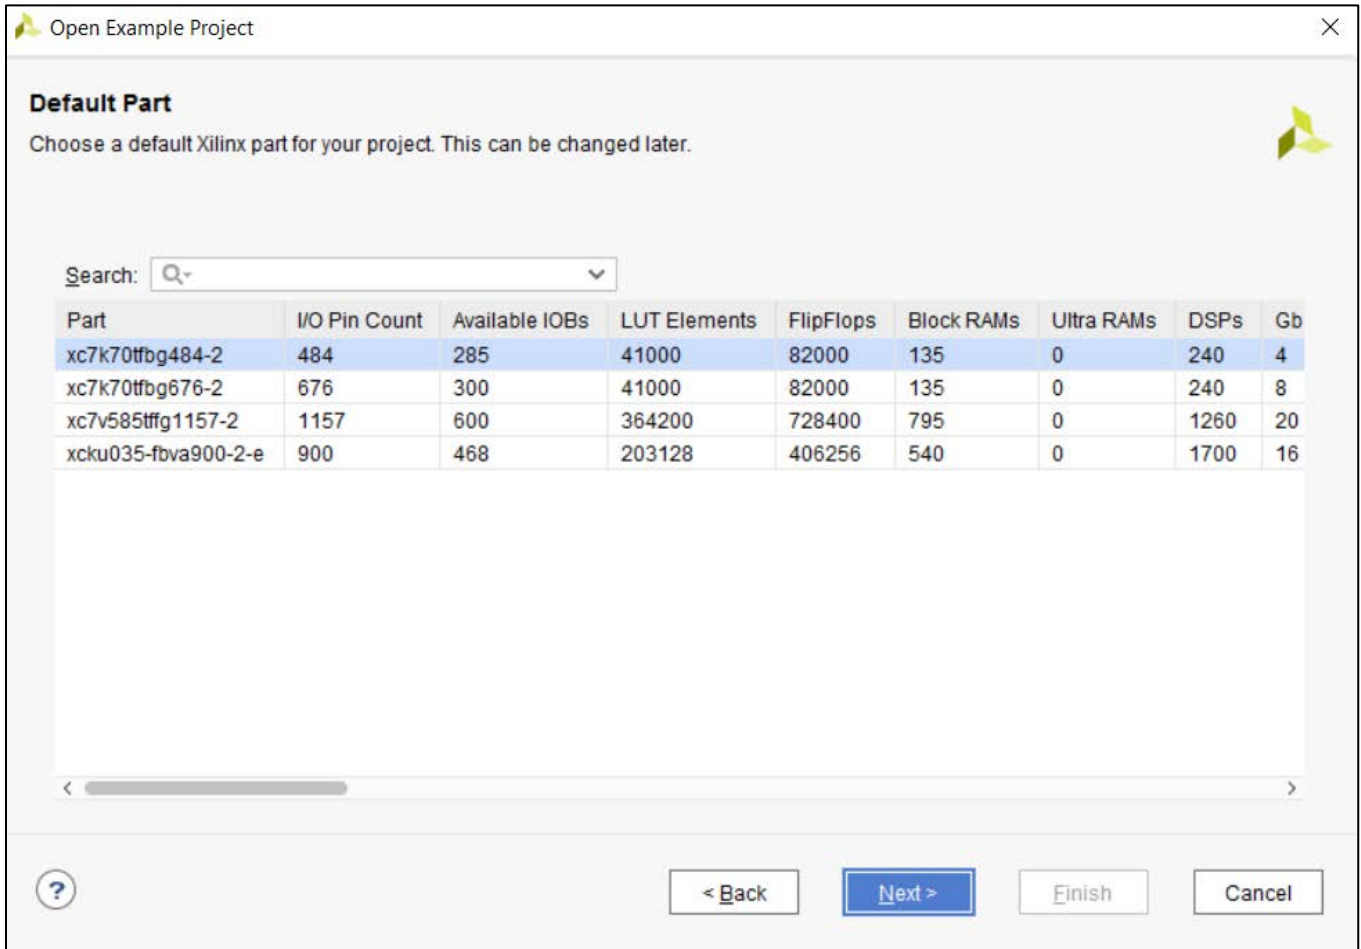 Open Example Project
Default Part
Choose a default Xilinx part for your project. This can be changed later.
Search:
Part I/O Pin Count Available IOBs LUT Elements FlipFlops Block RAMs Ultra RAMs DSPs Gb
xc7k70tfbg484-2 484 285 41000 82000 135 0 240 4
xc7k70tfbg676-2 676 300 41000 82000 135 0 240 8
xc7v585tffg1157-2 1157 600 364200 728400 795 0 1260 20
xcku035-fbva900-2-e 900 468 203128 406256 540 0 1700 16
? < Back Next > Finish Cancel